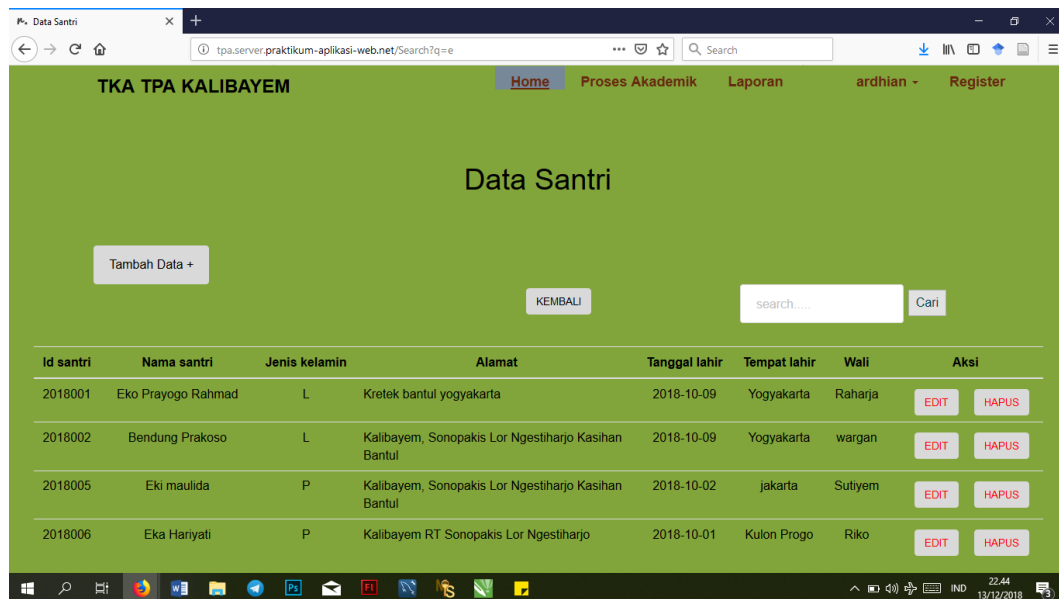 Data Santri
tpa.server.praktikum-aplikasi-web.net/Search?q=e
Search
TKA TPA KALIBAYEM Home Proses Akademik Laporan ardhian Register
Data Santri
Tambah Data +
KEMBALI search..... Cari
Id santri Nama santri Jenis kelamin Alamat Tanggal lahir Tempat lahir Wali Aksi
2018001 Eko Prayogo Rahmad L Kretek bantul yogyakarta 2018-10-09 Yogyakarta Raharja EDIT HAPUS
2018002 Bendung Prakoso L Kalibayem, Sonopakis Lor Ngestiharjo Kasihan 2018-10-09 Yogyakarta wargan EDIT HAPUS
Bantul
2018005 Eki maulida P Kalibayem, Sonopakis Lor Ngestiharjo Kasihan 2018-10-02 jakarta Sutiyem EDIT HAPUS
Bantul
2018006 Eka Hariyati P Kalibayem RT Sonopakis Lor Ngestiharjo 2018-10-01 Kulon Progo Riko EDIT HAPUS
Ps FL IND 22.44
13/12/2018